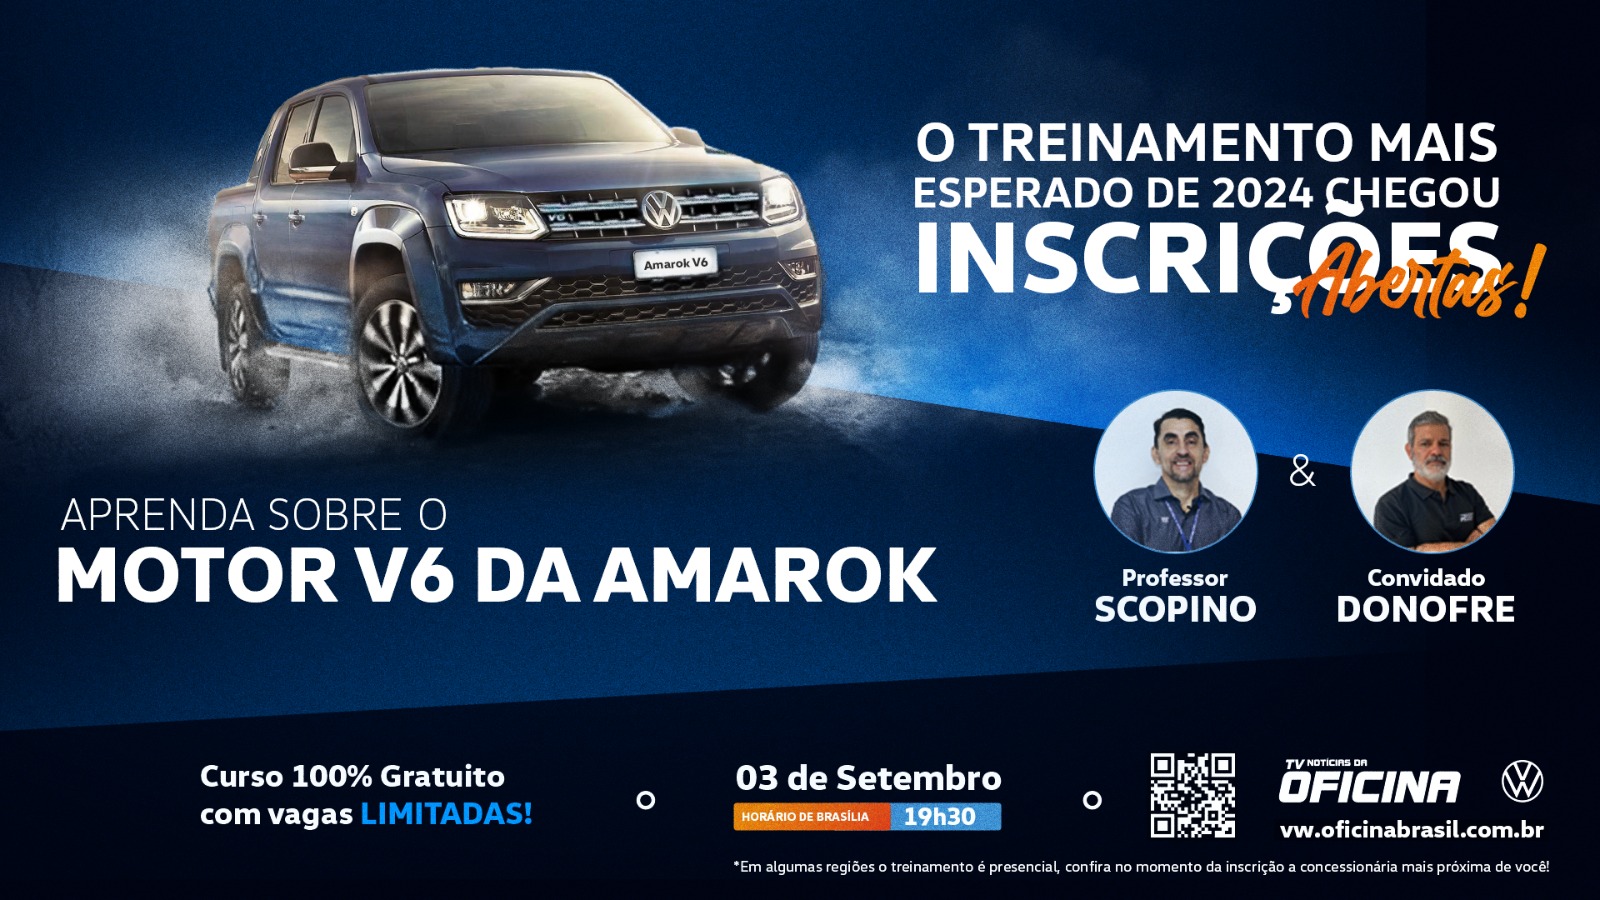 O TREINAMENTO MAIS
ESPERADO DE 2024 CHEGOU
INSCRIÇÕES
Abertas!
V6
Amarok V6
APRENDA SOBRE O
MOTOR V6 DA AMAROK
&
Professor
SCOPINO
Convidado
DONOFRE
Curso 100% Gratuito
com vagas LIMITADAS!
03 de Setembro
HORÁRIO DE BRASÍLIA 19h30
TV NOTÍCIAS DA
OFICINA
vw.oficinabrasil.com.br
*Em algumas regiões o treinamento é presencial, confira no momento da inscrição a concessionária mais próxima de você!